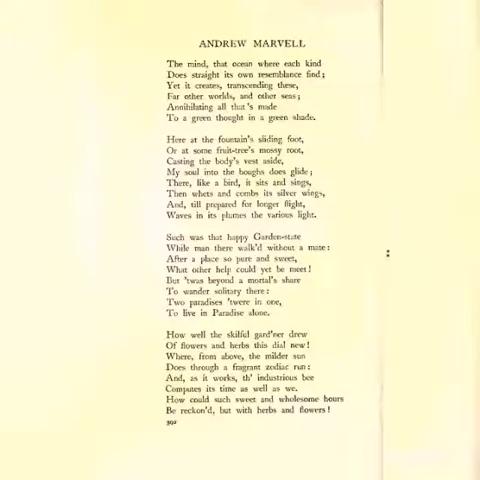 ANDREW MARVELL
The mind, that ocean where each kind
Does straight its own resemblance find;
Yet it creates, transcending these,
Far other worlds, and other seas;
Annihilating all that's made
To a green thought in a green shade.
Here at the fountain's sliding foot,
Or at some fruit-tree's mossy root,
Casting the body's vest aside,
My soul into the boughs does glide;
There, like a bird, it sits and sings,
Then whets and combs its silver wings,
And, till prepared for longer flight,
Waves in its plumes the various light.
Such was that happy Garden-state
While man there walk'd without a mate:
After a place so pure and sweet,
What other help could yet be meet!
But 'twas beyond a mortal's share
To wander solitary there:
Two paradises 'twere in one,
To live in Paradise alone.
How well the skilful gard'ner drew
Of flowers and herbs this dial new!
Where, from above, the milder sun
Does through a fragrant zodiac run:
And, as it works, th' industrious bee
Computes its time as well as we.
How could such sweet and wholesome hours
Be reckon'd, but with herbs and flowers!
392